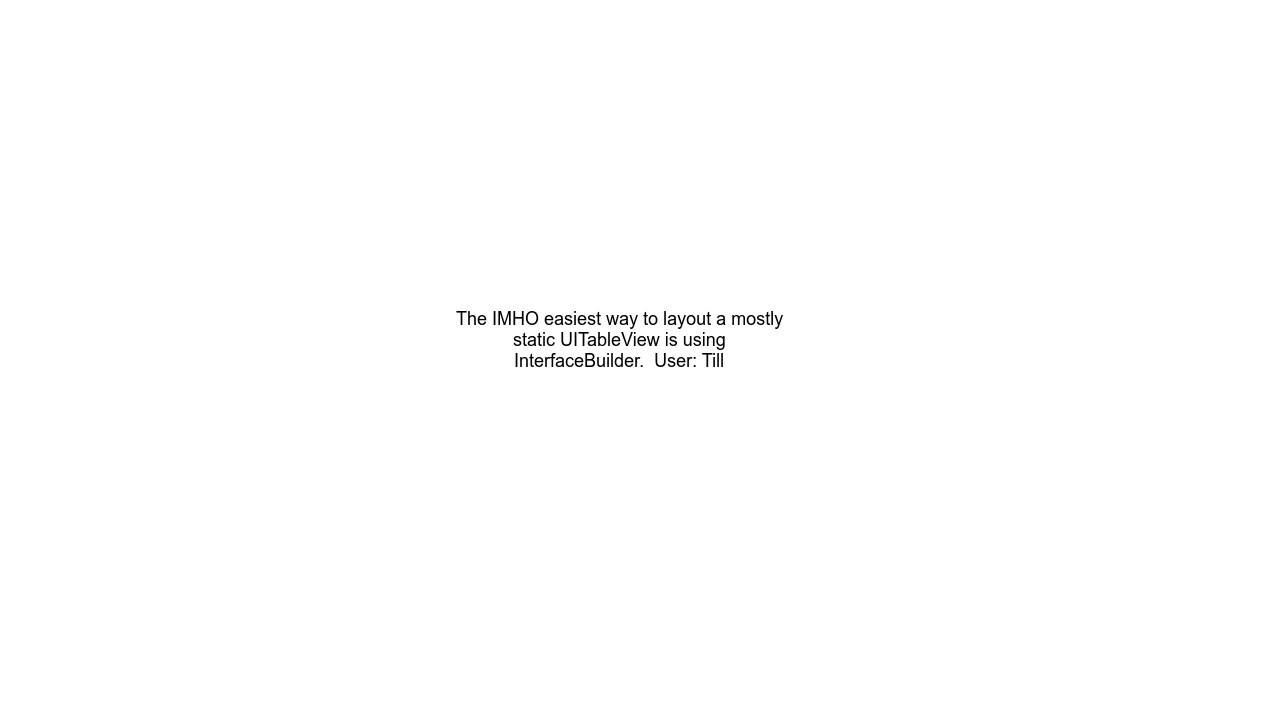 The IMHO easiest way to layout a mostly
static UITableView is using
InterfaceBuilder.  User: Till